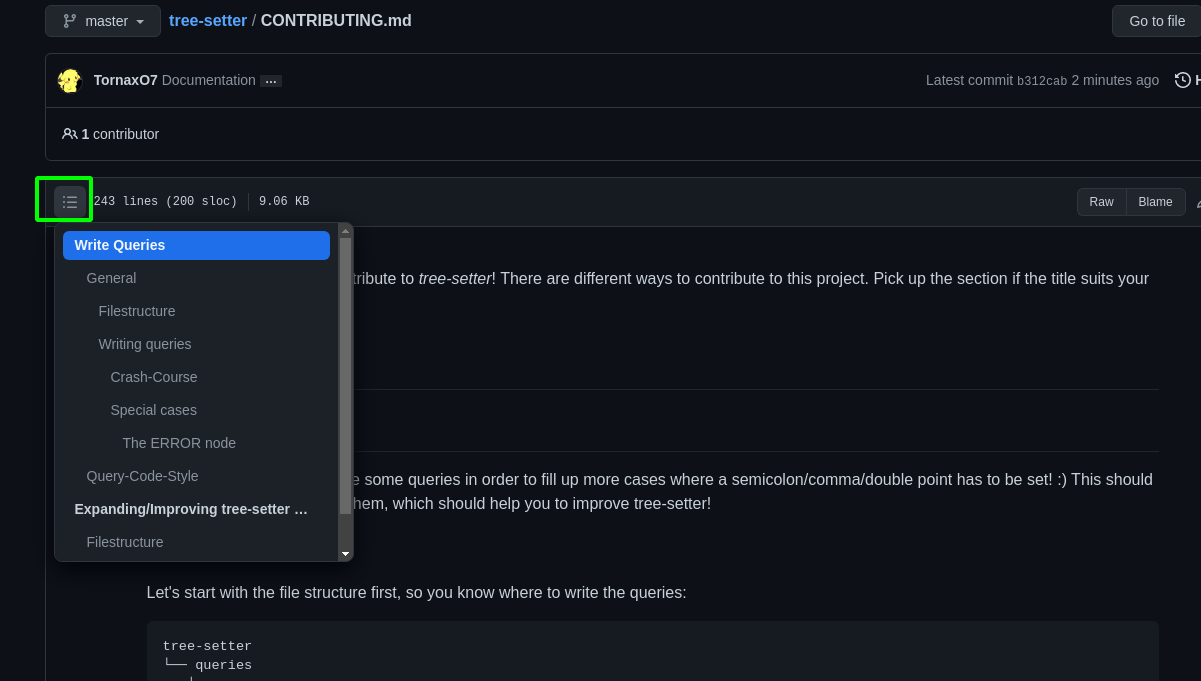 master
tree-setter / CONTRIBUTING.md
Go to file
TornaxO7 Documentation ...
Latest commit b312cab 2 minutes ago
1 contributor
243 lines (200 sloc)
9.06 KB
Raw
Blame
Write Queries
General
tribute to tree-setter! There are different ways to contribute to this project. Pick up the section if the title suits your
Filestructure
Writing queries
Crash-Course
Special cases
The ERROR node
Query-Code-Style
e some queries in order to fill up more cases where a semicolon/comma/double point has to be set! :) This should
Expanding/Improving tree-setter ...
hem, which should help you to improve tree-setter!
Filestructure
Let's start with the file structure first, so you know where to write the queries:
tree-setter
└── queries